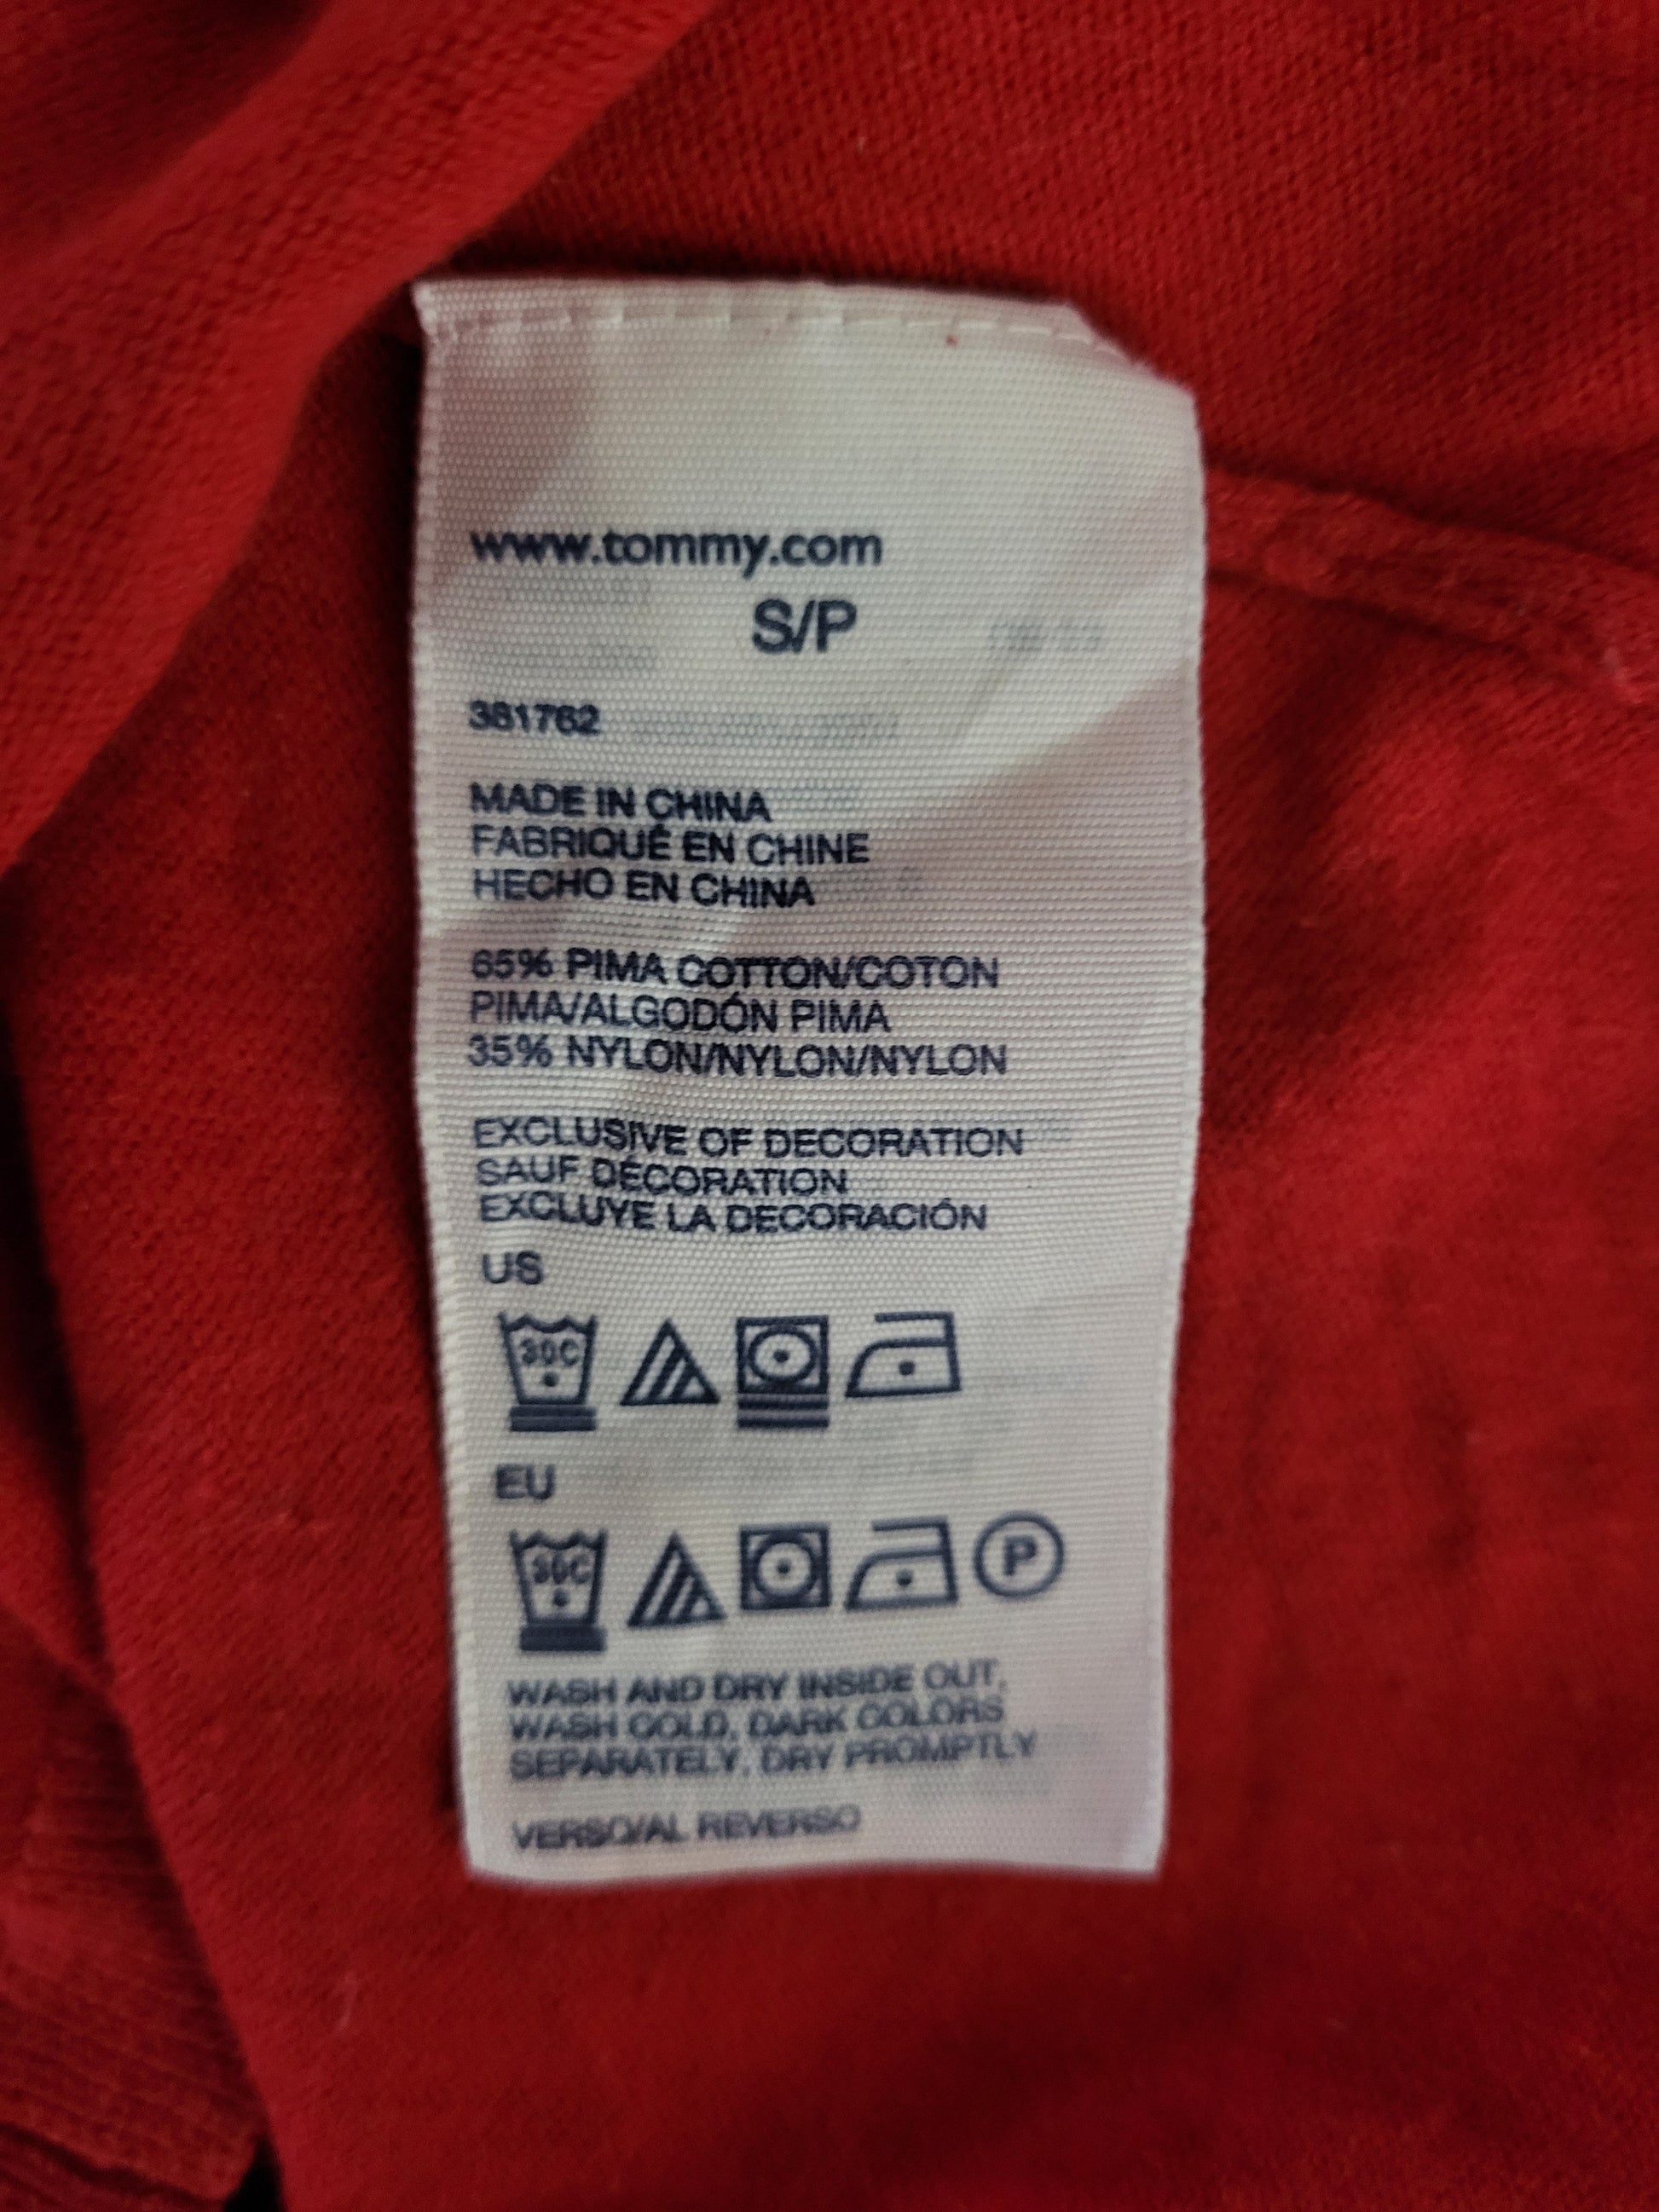 www.tommy.com
S/P
381762
MADE IN CHINA
FABRIQUÉ EN CHINE
HECHO EN CHINA
65% PIMA COTTON/COTON
PIMA/ALGODÓN PIMA
35% NYLON/NYLON/NYLON
EXCLUSIVE OF DECORATION
SAUF DÉCORATION
EXCLUYE LA DECORACIÓN
US
30C
EU
30C
P
WASH AND DRY INSIDE OUT,
WASH COLD, DARK COLORS
SEPARATELY, DRY PROMPTLY
VERSO/AL REVERSO